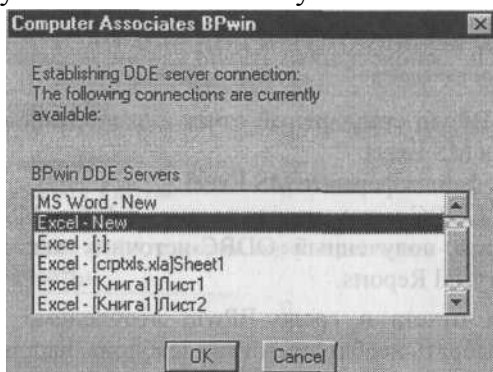 Computer Associates BPwin
Establishing DDE server connection:
The following connections are currently
available:
BPwin DDE Servers
MS Word - New
Excel - New
Excel - [:]
Excel - [crptxls.xla]Sheet1
Excel - [Книга1]Лист1
Excel - [Книга1]Лист2
OK
Cancel